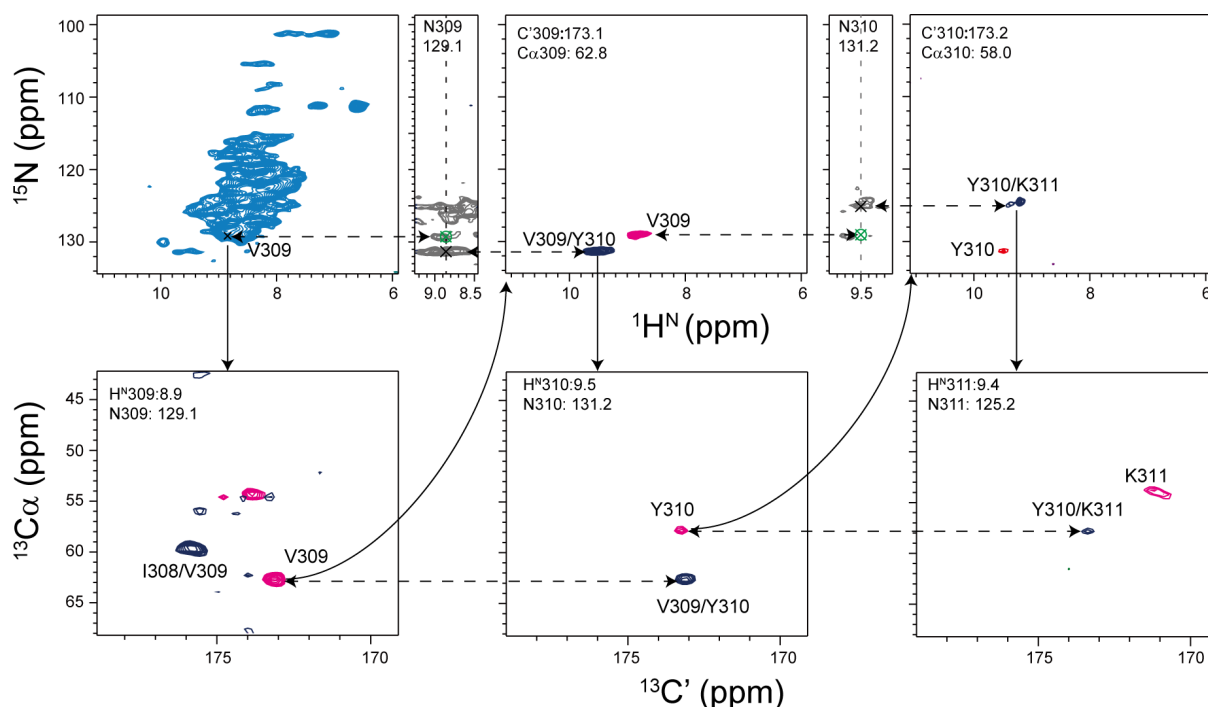 100
110
120
130
¹⁵N (ppm)
V309
10
8
6
N309
129.1
9.0
8.5
C'309:173.1
Cα309: 62.8
V309
V309/Y310
10
8
6
N310
131.2
9.5
C'310:173.2
Cα310: 58.0
Y310/K311
Y310
10
8
6
¹Hᴺ (ppm)
45
50
55
60
65
¹³Cα (ppm)
Hᴺ309:8.9
N309: 129.1
I308/V309
V309
175
170
Hᴺ310:9.5
N310: 131.2
Y310
V309/Y310
175
170
Hᴺ311:9.4
N311: 125.2
K311
Y310/K311
175
170
¹³C' (ppm)